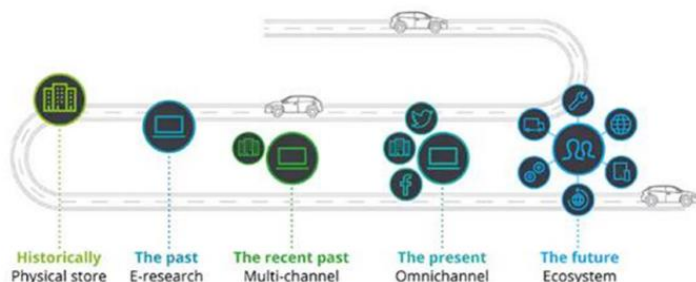 Historically
Physical store
The past
E-research
The recent past
Multi-channel
The present
Omnichannel
The future
Ecosystem